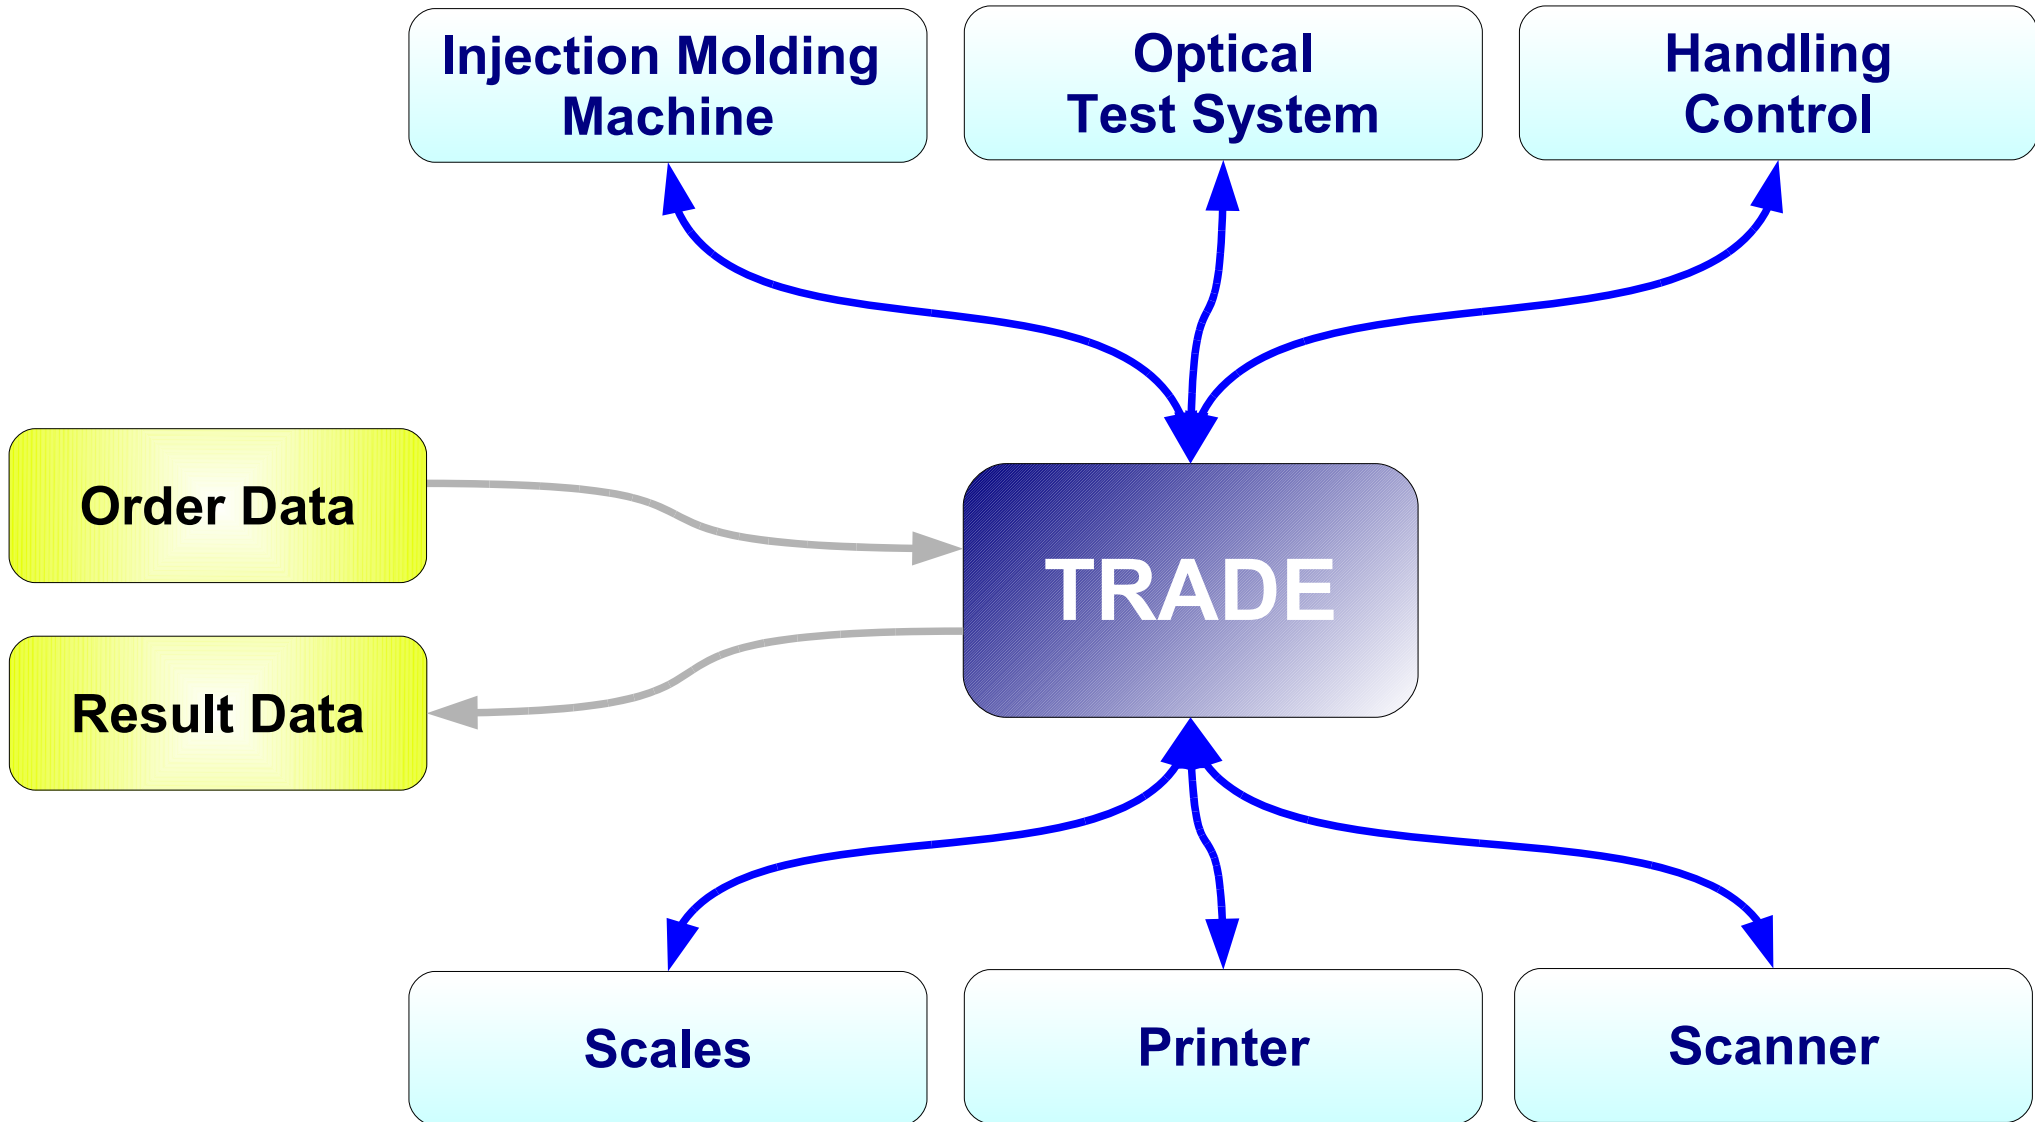 Injection Molding
Machine
Optical
Test System
Handling
Control
Order Data
TRADE
Result Data
Scales
Printer
Scanner